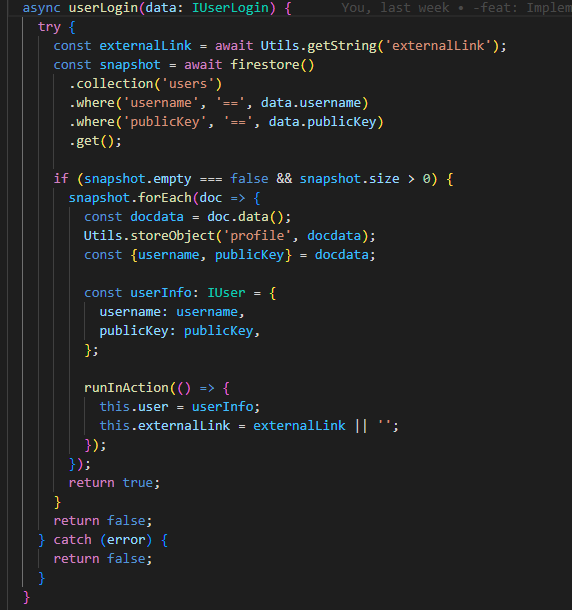 async userLogin(data: IUserLogin) {     You, last week • -feat: Implem
  try {
    const externalLink = await Utils.getString('externalLink');
    const snapshot = await firestore()
      .collection('users')
      .where('username', '==', data.username)
      .where('publicKey', '==', data.publicKey)
      .get();

    if (snapshot.empty === false && snapshot.size > 0) {
      snapshot.forEach(doc => {
        const docdata = doc.data();
        Utils.storeObject('profile', docdata);
        const {username, publicKey} = docdata;

        const userInfo: IUser = {
          username: username,
          publicKey: publicKey,
        };

        runInAction(() => {
          this.user = userInfo;
          this.externalLink = externalLink || '';
        });
      });
      return true;
    }
    return false;
  } catch (error) {
    return false;
  }
}